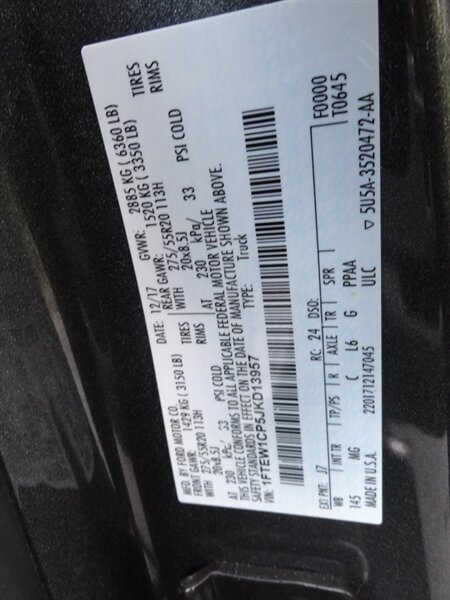 MFD. BY FORD MOTOR CO.
DATE: 12/17 GVWR: 2885 KG ( 6360 LB)
FRONT GAWR: 1429 KG ( 3150 LB) REAR GAWR: 1520 KG ( 3350 LB)
WITH 275/55R20 113H TIRES WITH 275/55R20 113H TIRES
20x8.5J RIMS 20x8.5J RIMS
AT 230 kPa/ 33 PSI COLD AT 230 kPa/ 33 PSI COLD
THIS VEHICLE CONFORMS TO ALL APPLICABLE FEDERAL MOTOR VEHICLE
SAFETY STANDARDS IN EFFECT ON THE DATE OF MANUFACTURE SHOWN ABOVE.
VIN: 1FTEW1CP5JKD13957 TYPE: Truck
F0000
T0645
EXT PNT: J7 RC: 24 DSO:
WB INT TR TP/PS R AXLE TR SPR
145 MG C L6 G PPAA
MADE IN U.S.A. 2201712147045 ULC
▽ 5U5A-3520472-AA